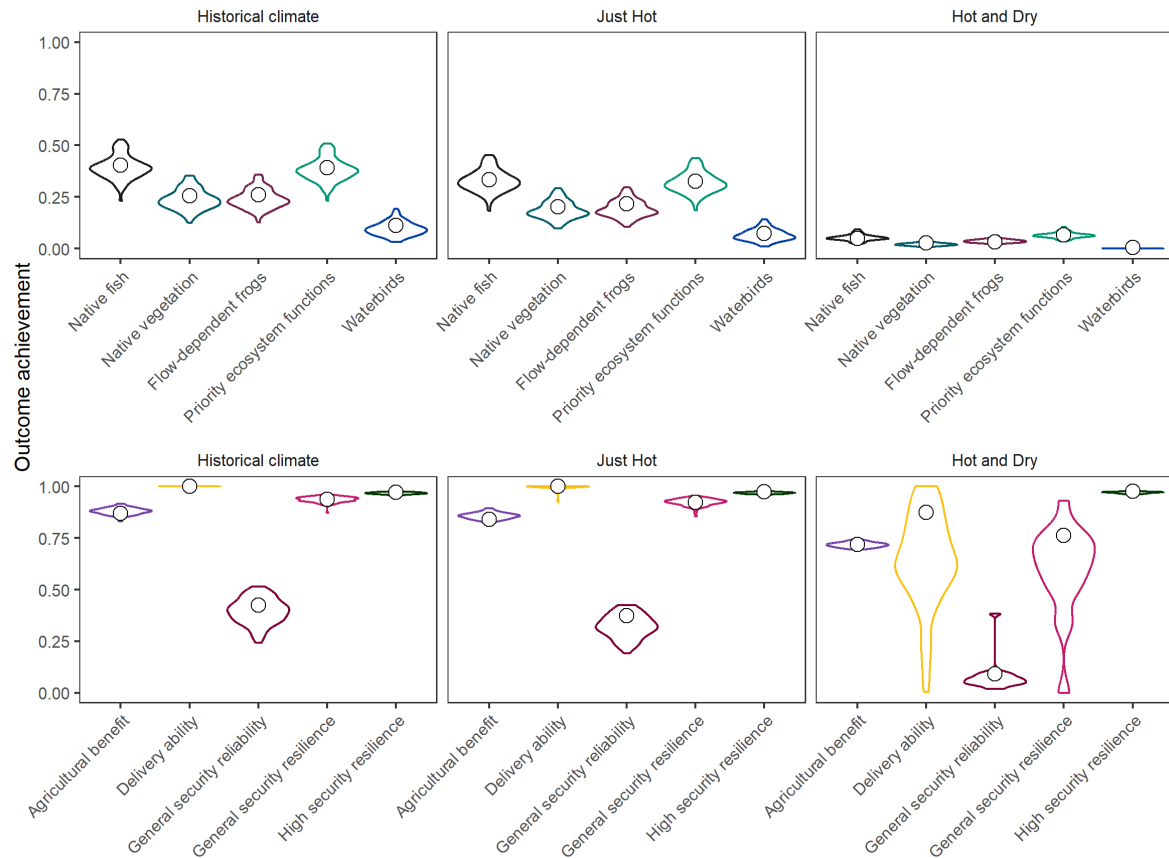 Historical climate
Just Hot
Hot and Dry
Outcome achievement
1.00
0.75
0.50
0.25
0.00
Native fish
Native vegetation
Flow-dependent frogs
Priority ecosystem functions
Waterbirds
Native fish
Native vegetation
Flow-dependent frogs
Priority ecosystem functions
Waterbirds
Native fish
Native vegetation
Flow-dependent frogs
Priority ecosystem functions
Waterbirds
Historical climate
Just Hot
Hot and Dry
1.00
0.75
0.50
0.25
0.00
Agricultural benefit
Delivery ability
General security reliability
General security resilience
High security resilience
Agricultural benefit
Delivery ability
General security reliability
General security resilience
High security resilience
Agricultural benefit
Delivery ability
General security reliability
General security resilience
High security resilience